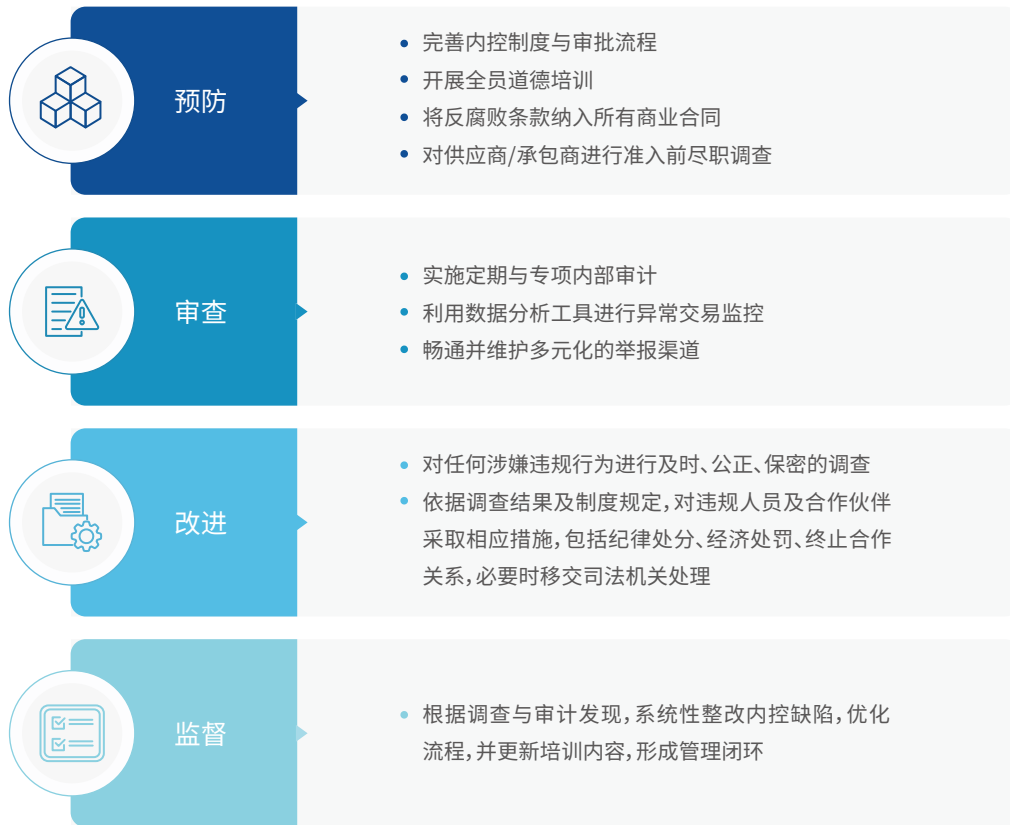 预防
完善内控制度与审批流程
开展全员道德培训
将反腐败条款纳入所有商业合同
对供应商/承包商进行准入前尽职调查
审查
实施定期与专项内部审计
利用数据分析工具进行异常交易监控
畅通并维护多元化的举报渠道
改进
对任何涉嫌违规行为进行及时、公正、保密的调查
依据调查结果及制度规定，对违规人员及合作伙伴
采取相应措施，包括纪律处分、经济处罚、终止合作
关系，必要时移交司法机关处理
监督
根据调查与审计发现，系统性整改内控缺陷，优化
流程，并更新培训内容，形成管理闭环